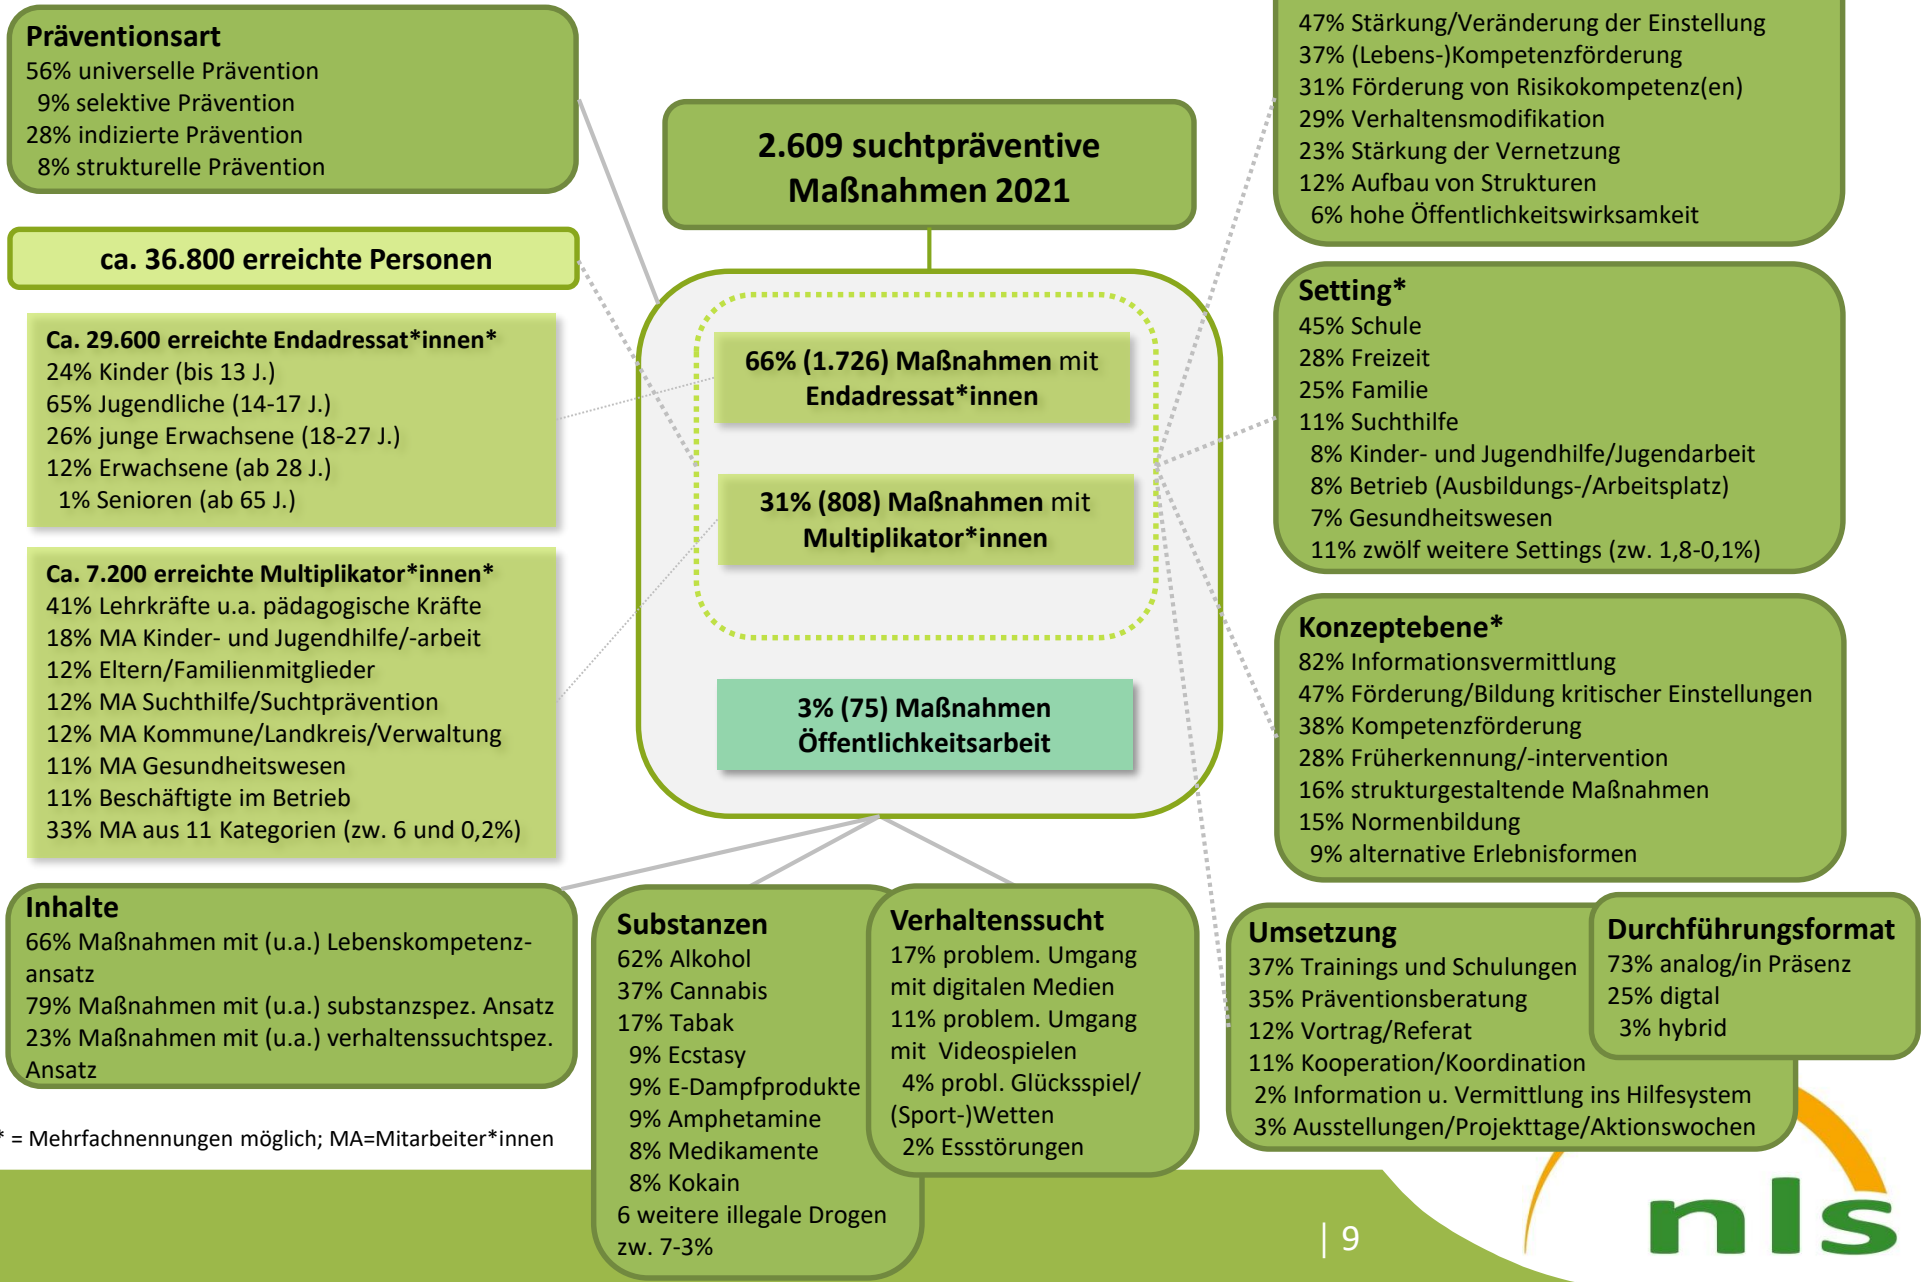 Präventionsart
56% universelle Prävention
9% selektive Prävention
28% indizierte Prävention
8% strukturelle Prävention
ca. 36.800 erreichte Personen
Ca. 29.600 erreichte Endadressat*innen*
24% Kinder (bis 13 J.)
65% Jugendliche (14-17 J.)
26% junge Erwachsene (18-27 J.)
12% Erwachsene (ab 28 J.)
1% Senioren (ab 65 J.)
Ca. 7.200 erreichte Multiplikator*innen*
41% Lehrkräfte u.a. pädagogische Kräfte
18% MA Kinder- und Jugendhilfe/-arbeit
12% Eltern/Familienmitglieder
12% MA Suchthilfe/Suchtprävention
12% MA Kommune/Landkreis/Verwaltung
11% MA Gesundheitswesen
11% Beschäftigte im Betrieb
33% MA aus 11 Kategorien (zw. 6 und 0,2%)
2.609 suchtpräventive
Maßnahmen 2021
66% (1.726) Maßnahmen mit
Endadressat*innen
31% (808) Maßnahmen mit
Multiplikator*innen
3% (75) Maßnahmen
Öffentlichkeitsarbeit
47% Stärkung/Veränderung der Einstellung
37% (Lebens-)Kompetenzförderung
31% Förderung von Risikokompetenz(en)
29% Verhaltensmodifikation
23% Stärkung der Vernetzung
12% Aufbau von Strukturen
6% hohe Öffentlichkeitswirksamkeit
Setting*
45% Schule
28% Freizeit
25% Familie
11% Suchthilfe
8% Kinder- und Jugendhilfe/Jugendarbeit
8% Betrieb (Ausbildungs-/Arbeitsplatz)
7% Gesundheitswesen
11% zwölf weitere Settings (zw. 1,8-0,1%)
Konzeptebene*
82% Informationsvermittlung
47% Förderung/Bildung kritischer Einstellungen
38% Kompetenzförderung
28% Früherkennung/-intervention
16% strukturgestaltende Maßnahmen
15% Normenbildung
9% alternative Erlebnisformen
Inhalte
66% Maßnahmen mit (u.a.) Lebenskompetenz-
ansatz
79% Maßnahmen mit (u.a.) substanzspez. Ansatz
23% Maßnahmen mit (u.a.) verhaltenssuchtspez.
Ansatz
Substanzen
62% Alkohol
37% Cannabis
17% Tabak
9% Ecstasy
9% E-Dampfprodukte
9% Amphetamine
8% Medikamente
8% Kokain
6 weitere illegale Drogen
zw. 7-3%
Verhaltenssucht
17% problem. Umgang
mit digitalen Medien
11% problem. Umgang
mit Videospielen
4% probl. Glücksspiel/
(Sport-)Wetten
2% Essstörungen
Umsetzung
37% Trainings und Schulungen
35% Präventionsberatung
12% Vortrag/Referat
11% Kooperation/Koordination
2% Information u. Vermittlung ins Hilfesystem
3% Ausstellungen/Projekttage/Aktionswochen
Durchführungsformat
73% analog/in Präsenz
25% digtal
3% hybrid
* = Mehrfachnennungen möglich; MA=Mitarbeiter*innen
| 9
nls